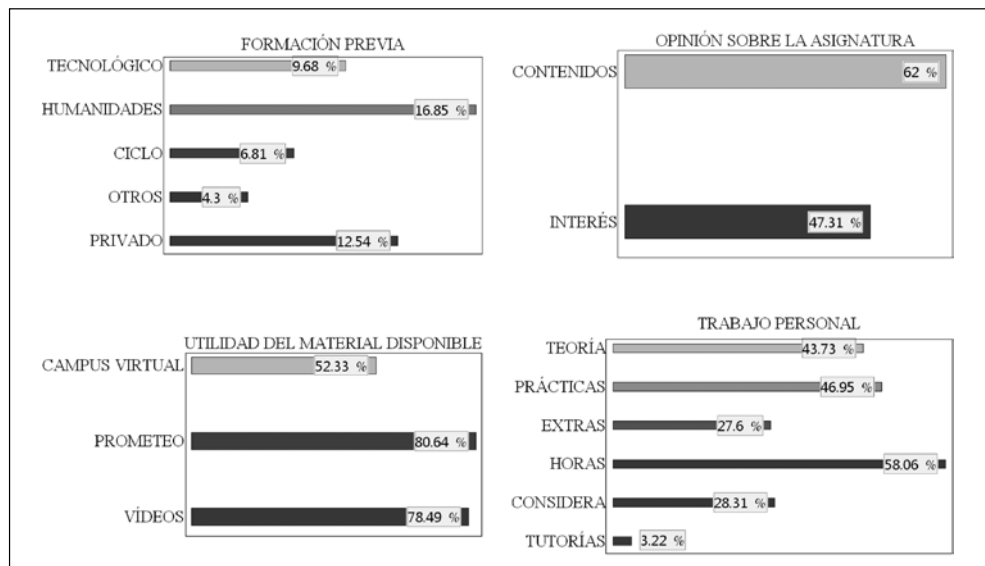 FORMACIÓN PREVIA
TECNOLÓGICO 9.68 %
HUMANIDADES 16.85 %
CICLO 6.81 %
OTROS 4.3 %
PRIVADO 12.54 %
OPINIÓN SOBRE LA ASIGNATURA
CONTENIDOS 62 %
INTERÉS 47.31 %
UTILIDAD DEL MATERIAL DISPONIBLE
CAMPUS VIRTUAL 52.33 %
PROMETEO 80.64 %
VÍDEOS 78.49 %
TRABAJO PERSONAL
TEORÍA 43.73 %
PRÁCTICAS 46.95 %
EXTRAS 27.6 %
HORAS 58.06 %
CONSIDERA 28.31 %
TUTORÍAS 3.22 %